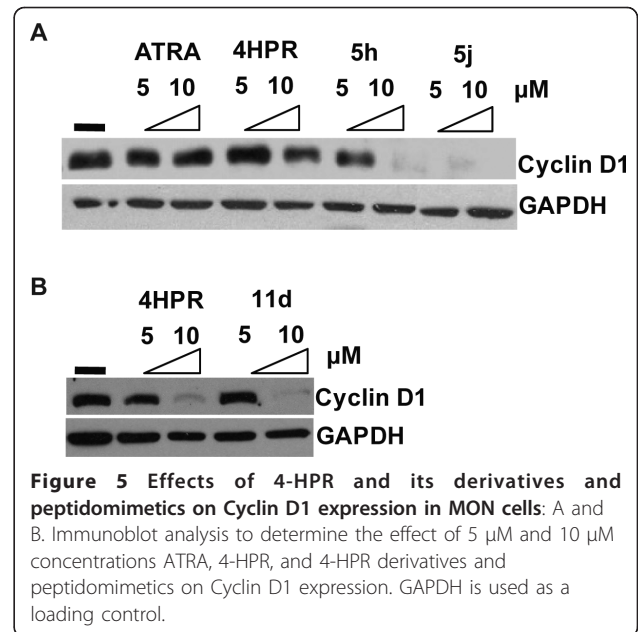 A
ATRA 4HPR 5h 5j
5 10 5 10 5 10 5 10 µM
Cyclin D1
GAPDH
B
4HPR 11d
5 10 5 10
µM
Cyclin D1
GAPDH
Figure 5 Effects of 4-HPR and its derivatives and
peptidomimetics on Cyclin D1 expression in MON cells: A and
B. Immunoblot analysis to determine the effect of 5 µM and 10 µM
concentrations ATRA, 4-HPR, and 4-HPR derivatives and
peptidomimetics on Cyclin D1 expression. GAPDH is used as a
loading control.